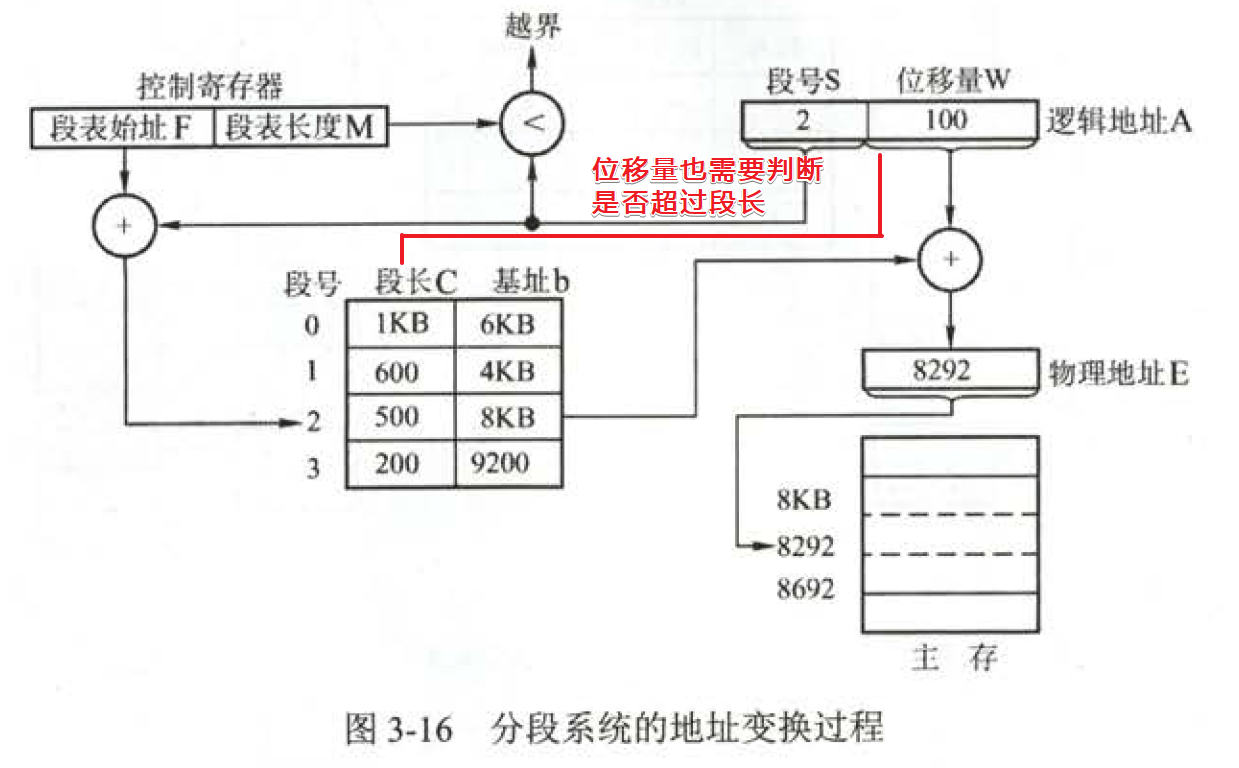 越界
控制寄存器
段表始址F 段表长度M
<
段号S 位移量W
2 100 逻辑地址A
位移量也需要判断
是否超过段长
+
+
段号 段长C 基址b
0 1KB 6KB
1 600 4KB
2 500 8KB
3 200 9200
8292 物理地址E
8KB
8292
8692
主 存
图 3-16 分段系统的地址变换过程